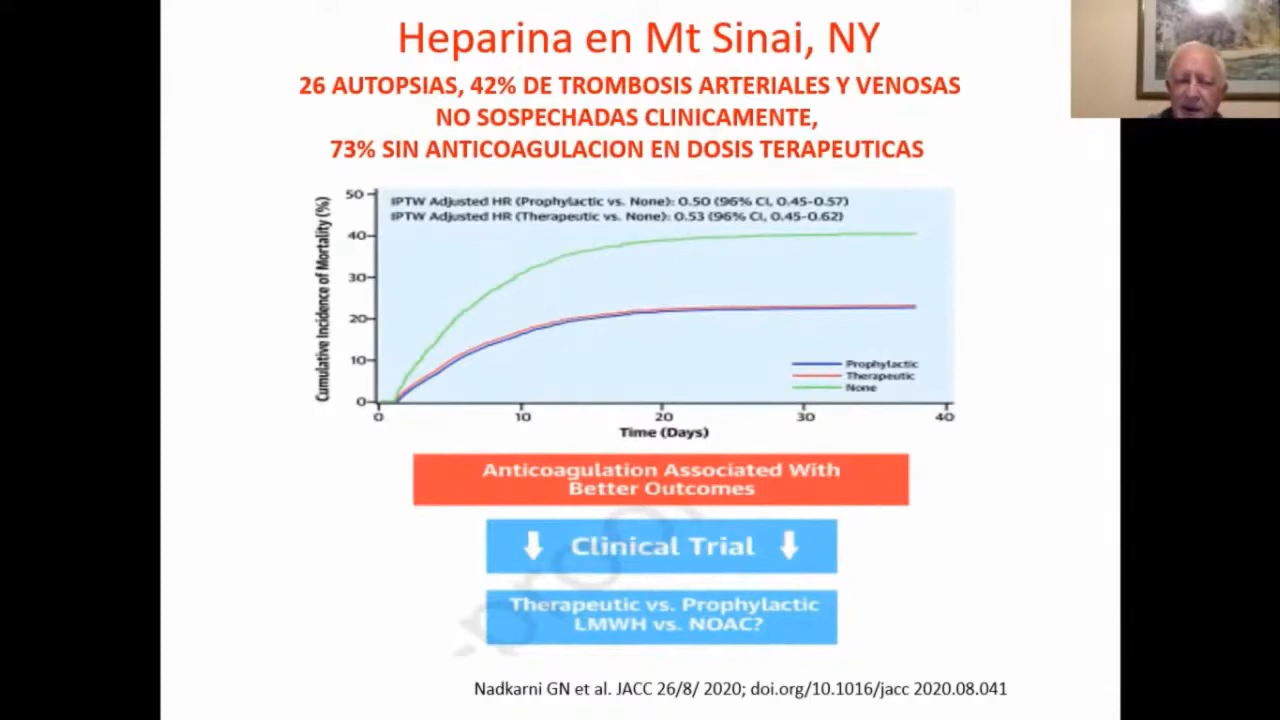 Heparina en Mt Sinai, NY
26 AUTOPSIAS, 42% DE TROMBOSIS ARTERIALES Y VENOSAS
NO SOSPECHADAS CLINICAMENTE,
73% SIN ANTICOAGULACION EN DOSIS TERAPEUTICAS
Cumulative Incidence of Mortality (%)
50
40
30
20
10
0
IPTW Adjusted HR (Prophylactic vs. None): 0.50 (96% CI, 0.45-0.57)
IPTW Adjusted HR (Therapeutic vs. None): 0.53 (96% CI, 0.45-0.62)
Prophylactic
Therapeutic
None
0 10 20 30 40
Time (Days)
Anticoagulation Associated With
Better Outcomes
Clinical Trial
Therapeutic vs. Prophylactic
LMWH vs. NOAC?
Nadkarni GN et al. JACC 26/8/ 2020; doi.org/10.1016/jacc 2020.08.041